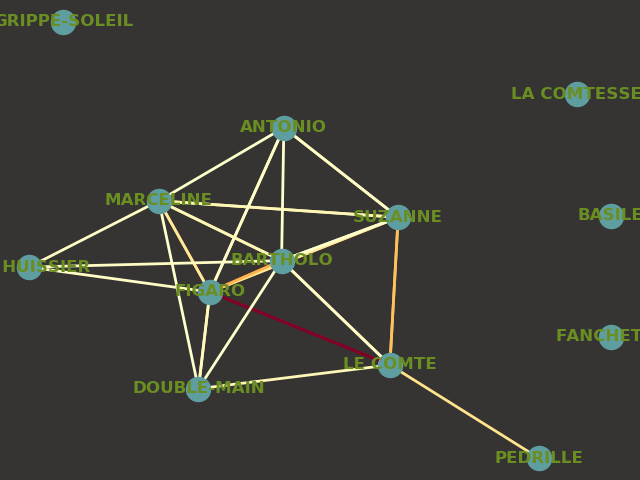 GRIPPE-SOLEIL
LA COMTESSE
ANTONIO
MARCELINE
SUZANNE
BASILE
HUISSIER
BARTHOLO
FIGARO
FANCHET
LE COMTE
DOUBLE-MAIN
PEDRILLE